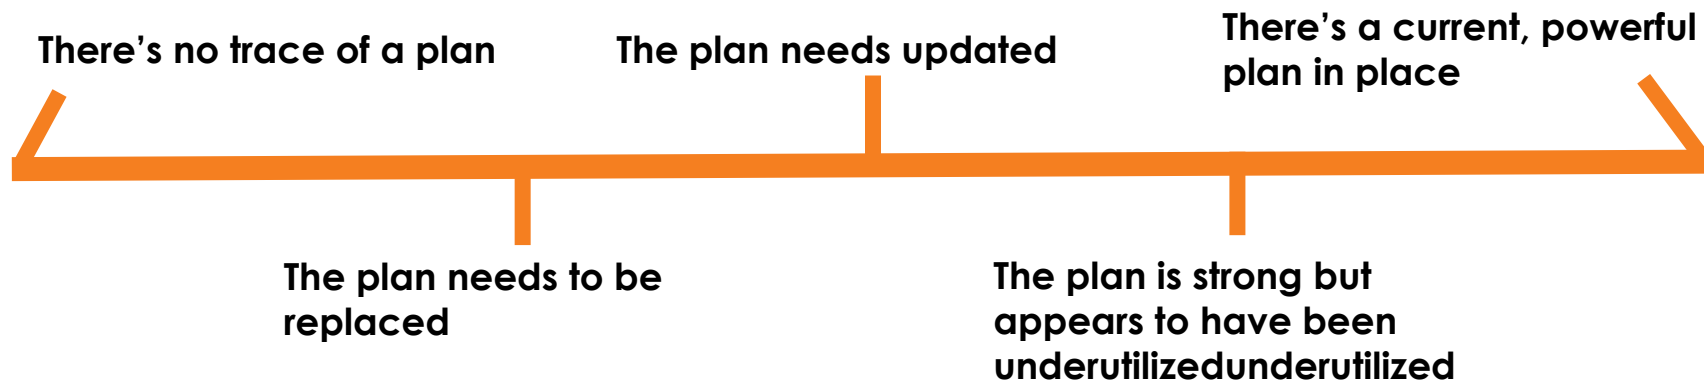 There's no trace of a plan
The plan needs updated
There’s a current, powerful
plan in place
The plan needs to be
replaced
The plan is strong but
appears to have been
underutilizedunderutilized